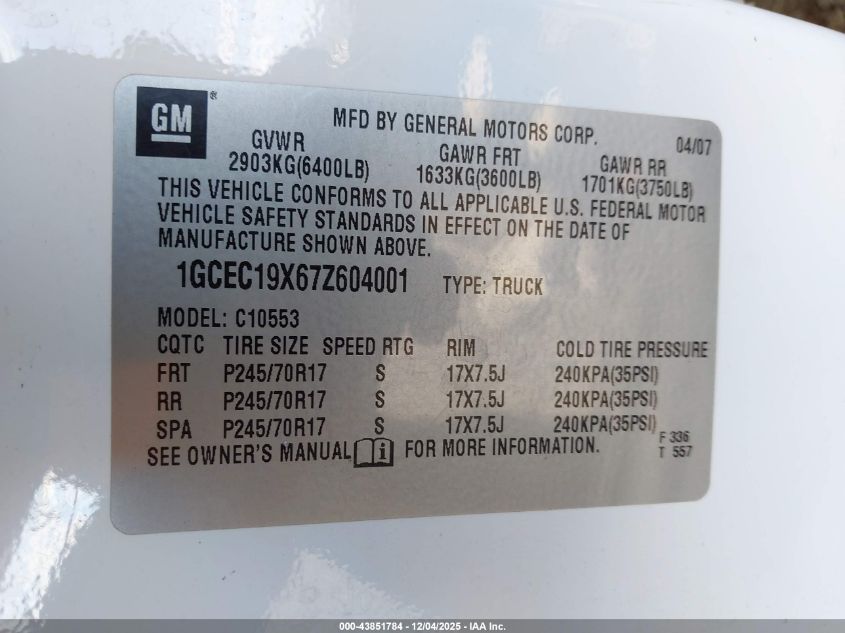 GM®
MFD BY GENERAL MOTORS CORP. 04/07
GVWR GAWR FRT GAWR RR
2903KG(6400LB) 1633KG(3600LB) 1701KG(3750LB)
THIS VEHICLE CONFORMS TO ALL APPLICABLE U.S. FEDERAL MOTOR
VEHICLE SAFETY STANDARDS IN EFFECT ON THE DATE OF
MANUFACTURE SHOWN ABOVE.
1GCEC19X67Z604001 TYPE: TRUCK
MODEL: C10553
CQTC TIRE SIZE SPEED RTG RIM COLD TIRE PRESSURE
FRT P245/70R17 S 17X7.5J 240KPA(35PSI)
RR P245/70R17 S 17X7.5J 240KPA(35PSI)
SPA P245/70R17 S 17X7.5J 240KPA(35PSI)
SEE OWNER'S MANUAL i FOR MORE INFORMATION.
F 336
T 557
000-43851784 - 12/04/2025 - IAA Inc.